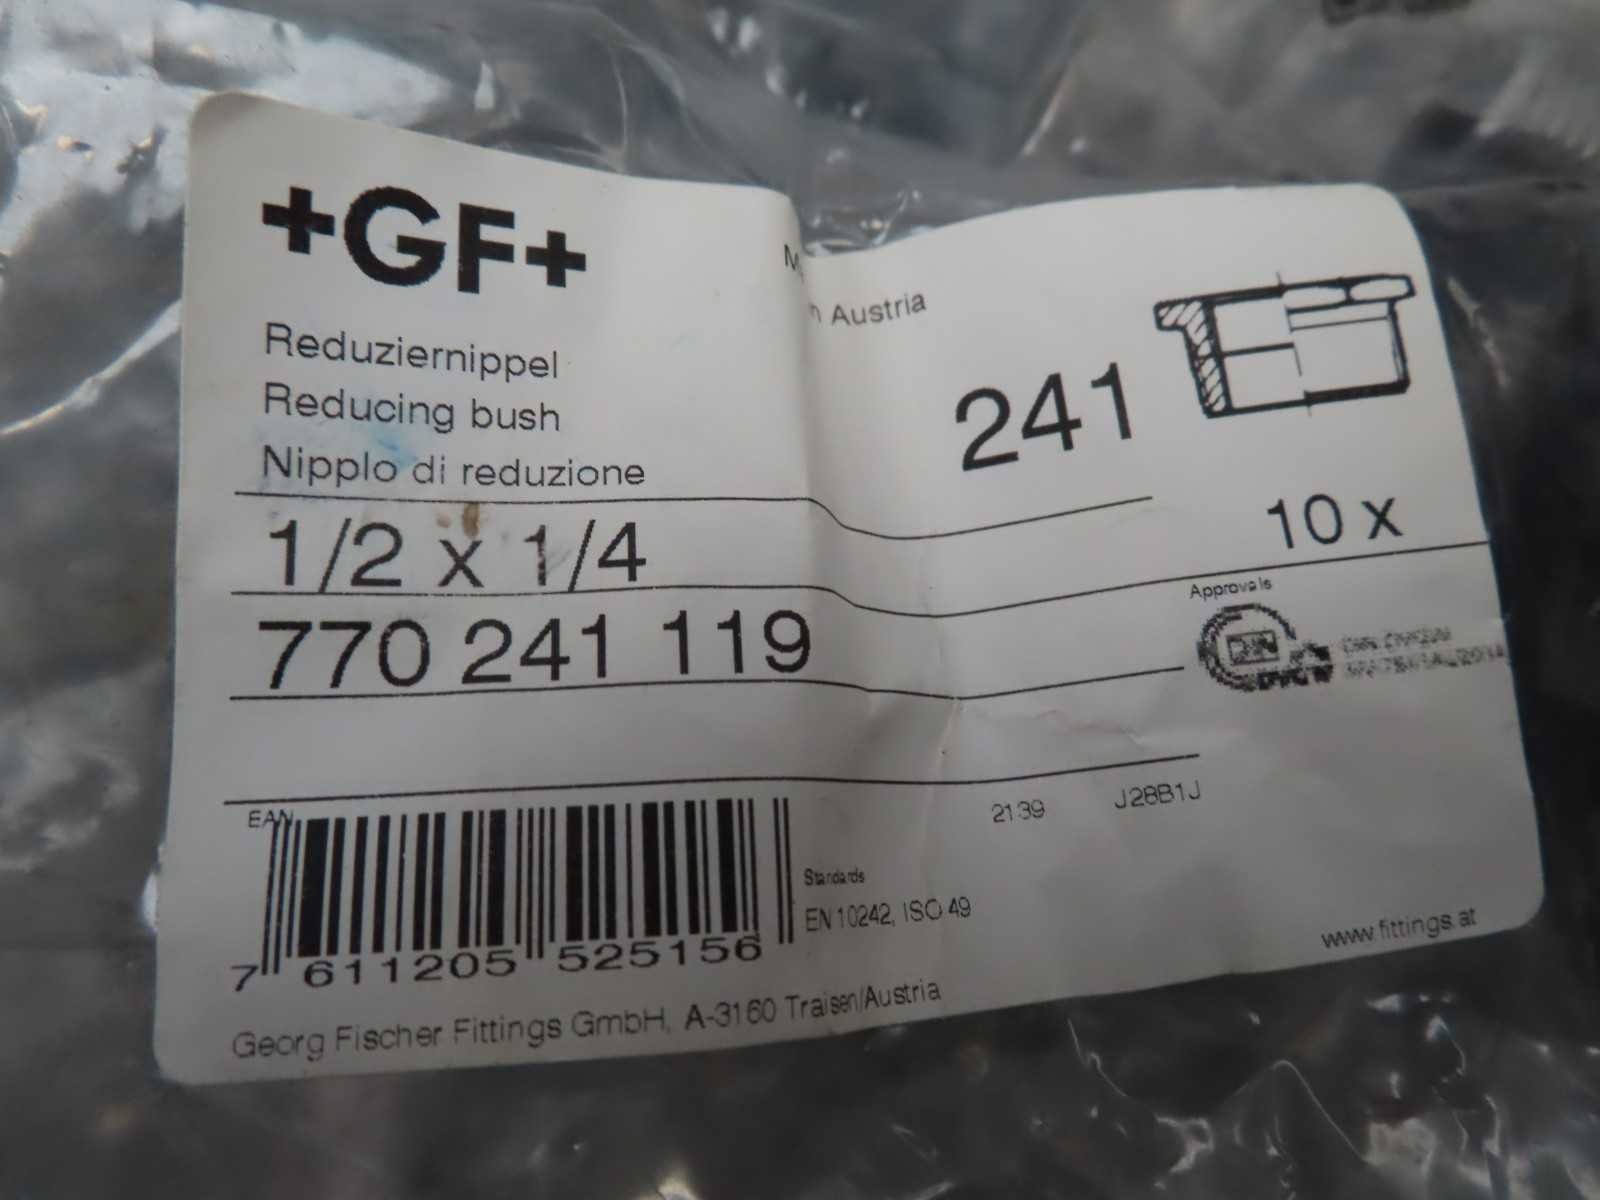 +GF+
Austria
Reduziernippel
Reducing bush
Nipplo di reduzione
241
1/2 x 1/4
10 x
770 241 119
Approvals
EAN
2139 J28B1J
7 611205 525156
Standards
EN 10242, ISO 49
www.fittings.at
Georg Fischer Fittings GmbH, A-3160 Traisen/Austria